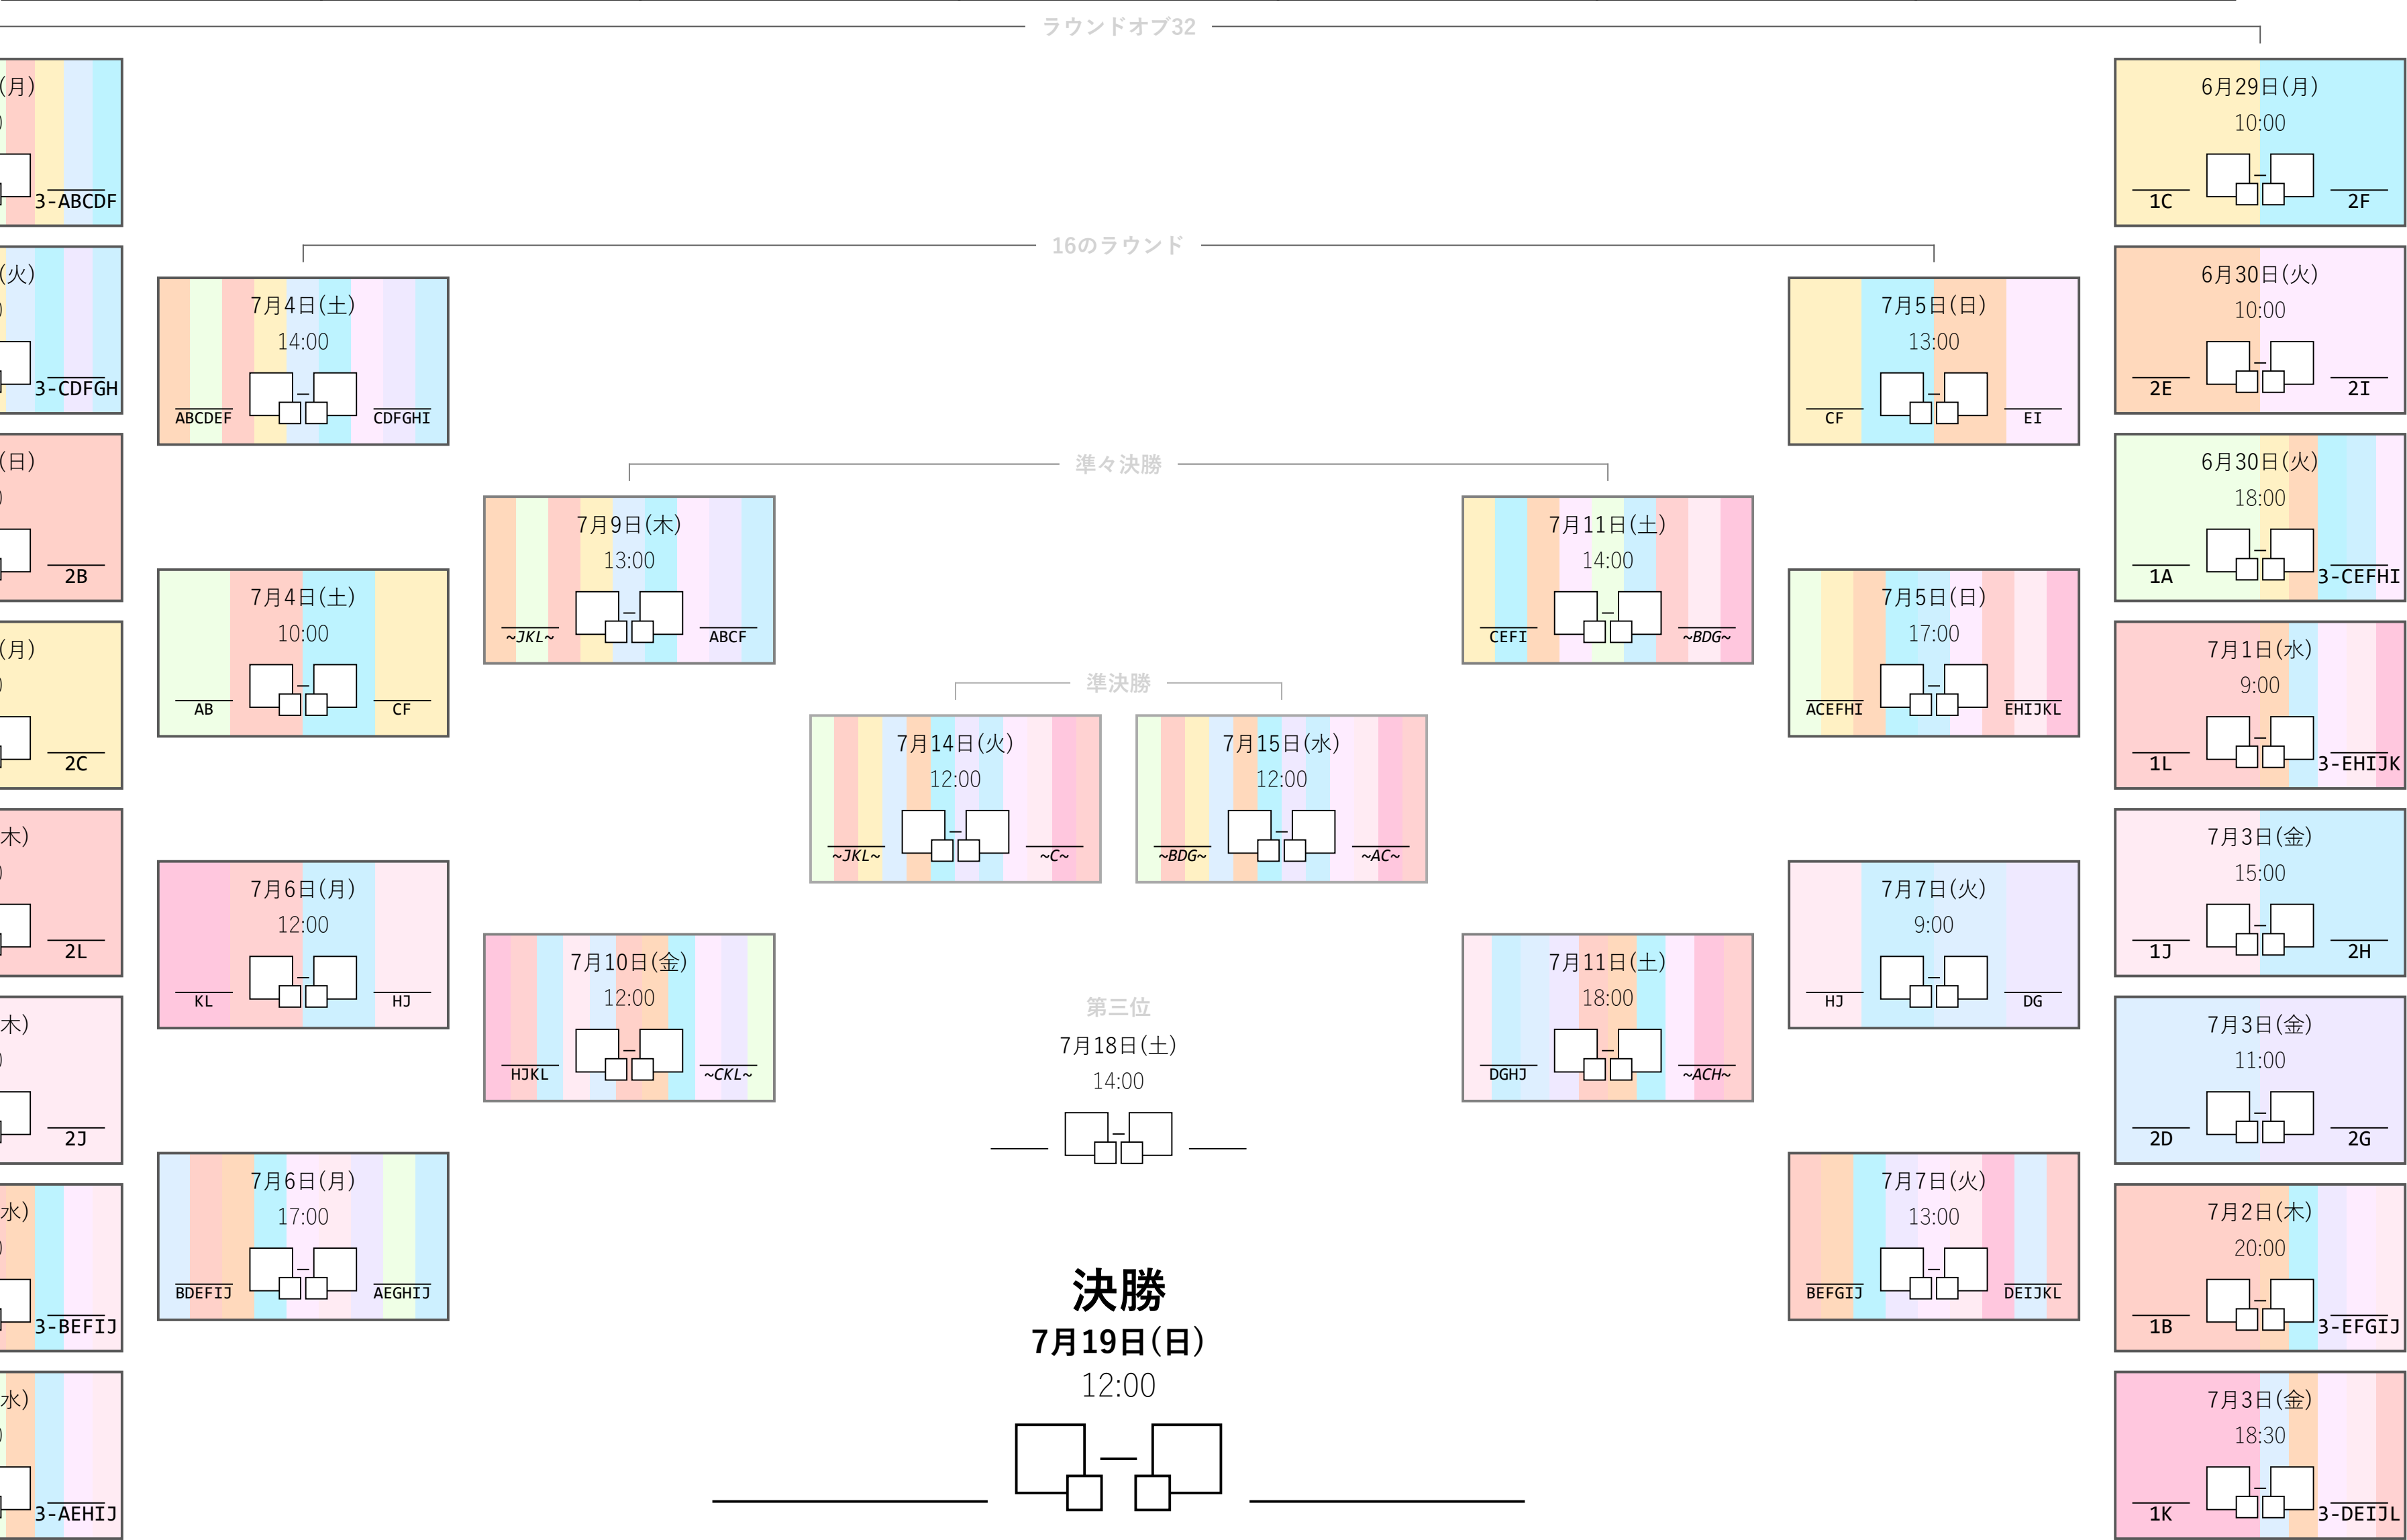 ラウンドオブ32
(月)
3-ABCDF
(火)
3-CDFGH
(日)
2B
(月)
2C
(木)
2L
(木)
2J
(水)
3-BEFIJ
(水)
3-AEHIJ
16のラウンド
7月4日(土)
14:00
ABCDEF
CDFGHI
7月4日(土)
10:00
AB
CF
7月6日(月)
12:00
KL
HJ
7月6日(月)
17:00
BDEFIJ
AEGHIJ
準々決勝
7月9日(木)
13:00
~JKL~
ABCF
7月10日(金)
12:00
HJKL
~CKL~
準決勝
7月14日(火)
12:00
~JKL~
~C~
7月15日(水)
12:00
~BDG~
~AC~
第三位
7月18日(土)
14:00
決勝
7月19日(日)
12:00
7月11日(土)
14:00
CEFI
~BDG~
7月11日(土)
18:00
DGHJ
~ACH~
7月5日(日)
13:00
CF
EI
7月5日(日)
17:00
ACEFHI
EHIJKL
7月7日(火)
9:00
HJ
DG
7月7日(火)
13:00
BEFGIJ
DEIJKL
6月29日(月)
10:00
1C
2F
6月30日(火)
10:00
2E
2I
6月30日(火)
18:00
1A
3-CEFHI
7月1日(水)
9:00
1L
3-EHIJK
7月3日(金)
15:00
1J
2H
7月3日(金)
11:00
2D
2G
7月2日(木)
20:00
1B
3-EFGIJ
7月3日(金)
18:30
1K
3-DEIJL